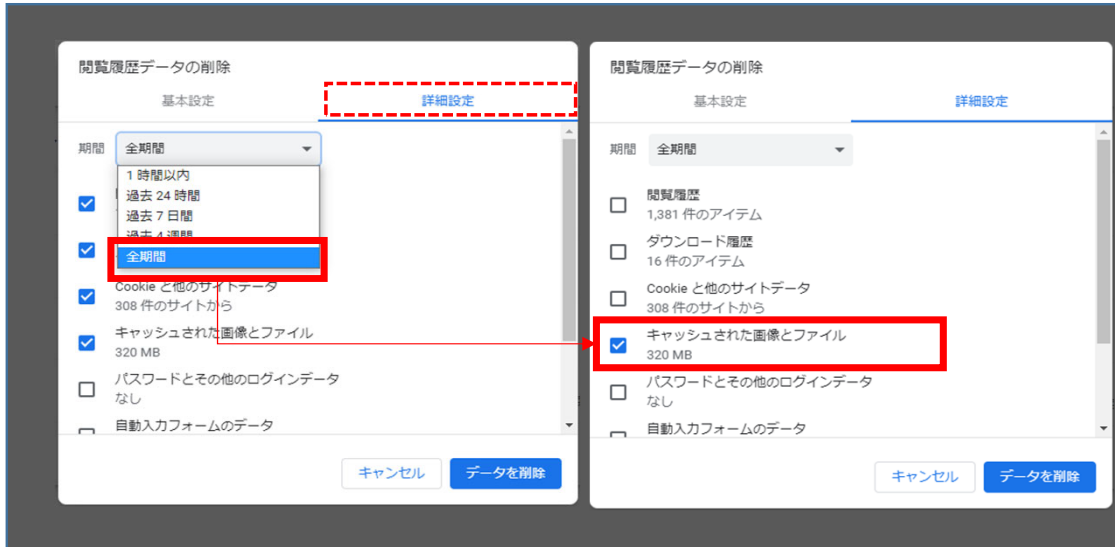 閲覧履歴データの削除
基本設定
詳細設定
期間
全期間
1 時間以内
過去 24 時間
過去 7 日間
過去 4 週間
全期間
Cookie と他のサイトデータ
308 件のサイトから
キャッシュされた画像とファイル
320 MB
パスワードとその他のログインデータ
なし
自動入力フォームのデータ
キャンセル
データを削除
閲覧履歴データの削除
基本設定
詳細設定
期間
全期間
閲覧履歴
1,381 件のアイテム
ダウンロード履歴
16 件のアイテム
Cookie と他のサイトデータ
308 件のサイトから
キャッシュされた画像とファイル
320 MB
パスワードとその他のログインデータ
なし
自動入力フォームのデータ
キャンセル
データを削除